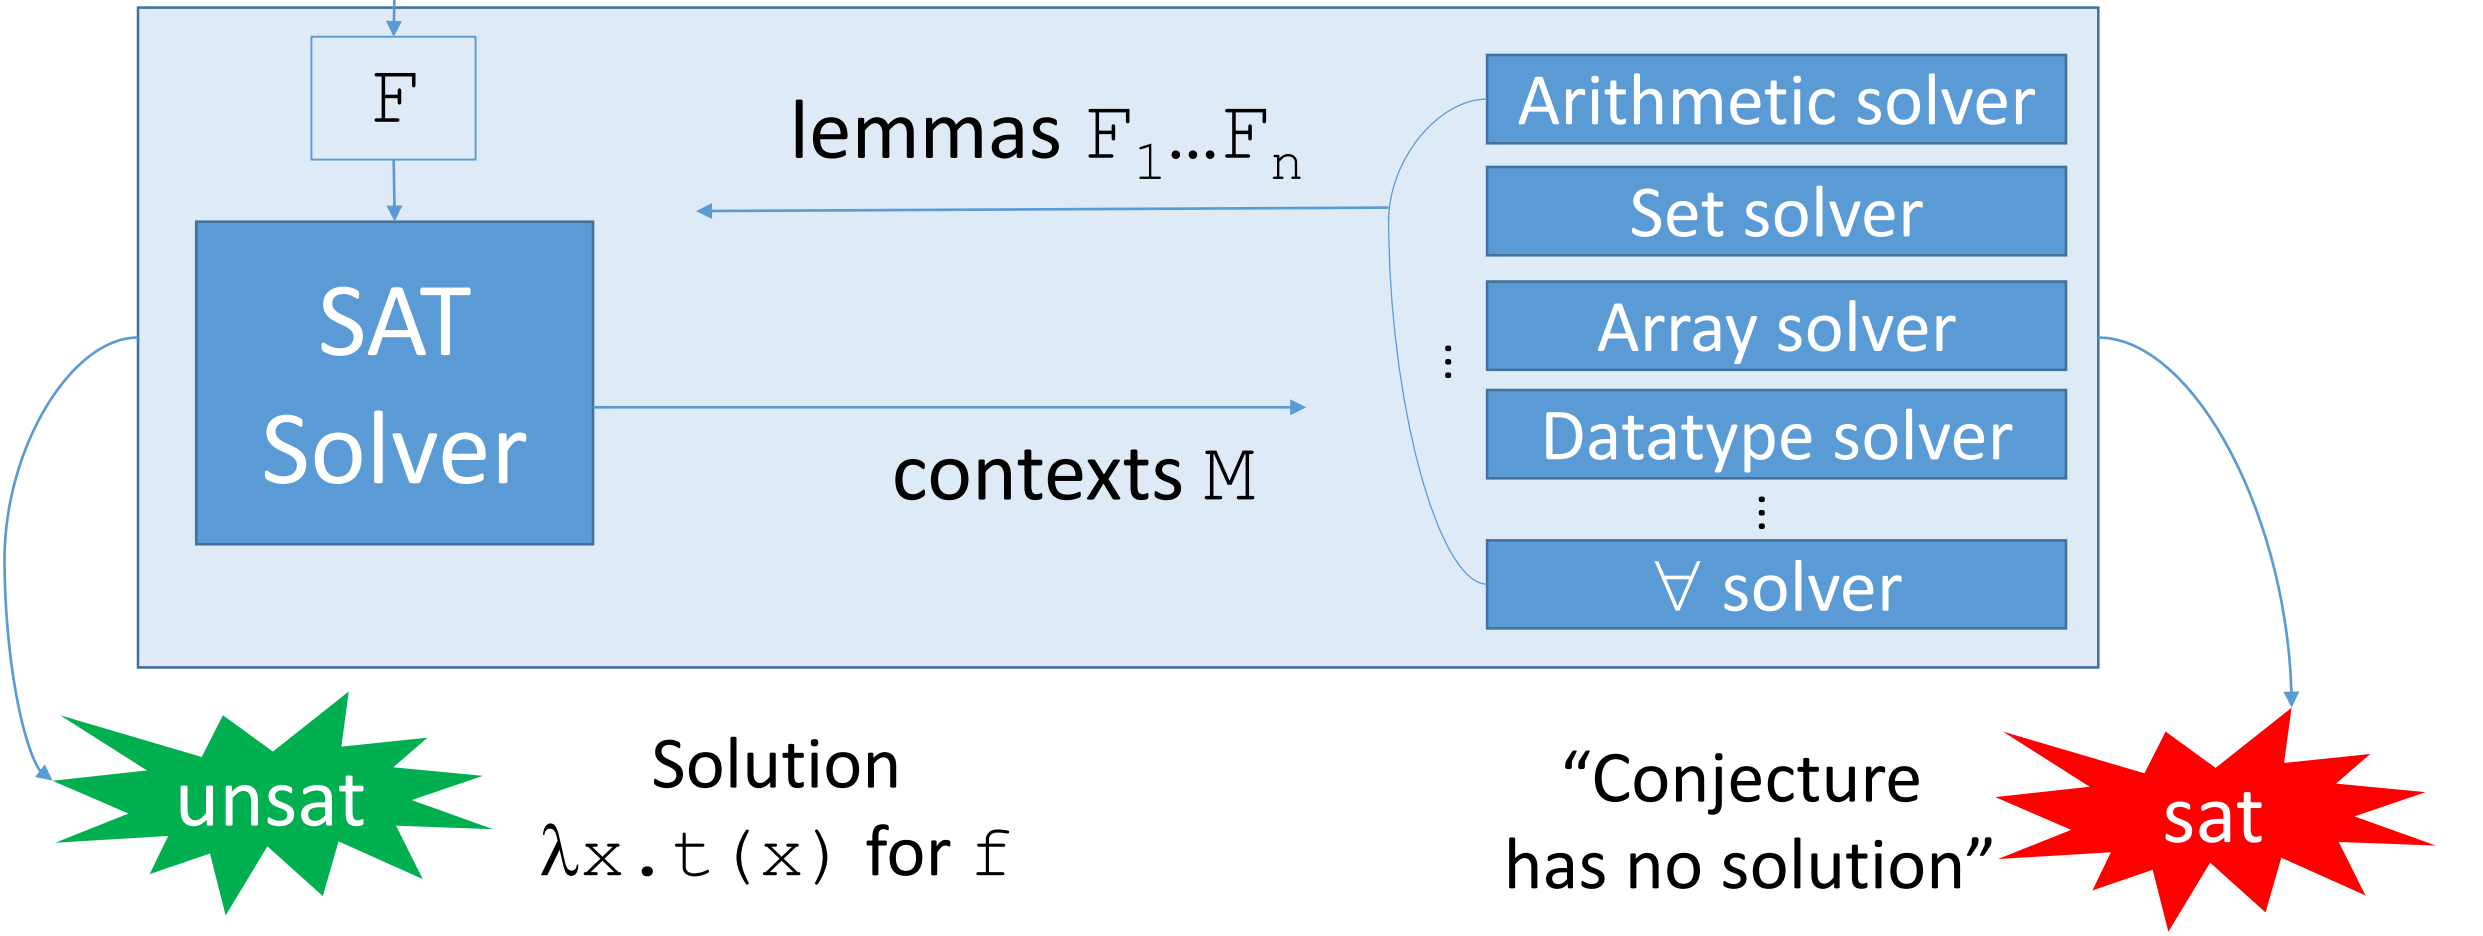 F
lemmas F₁…Fₙ
SAT
Solver
contexts M
Arithmetic solver
Set solver
Array solver
⋮
Datatype solver
⋮
∀ solver
unsat
Solution
λx.t(x) for f
“Conjecture
has no solution”
sat